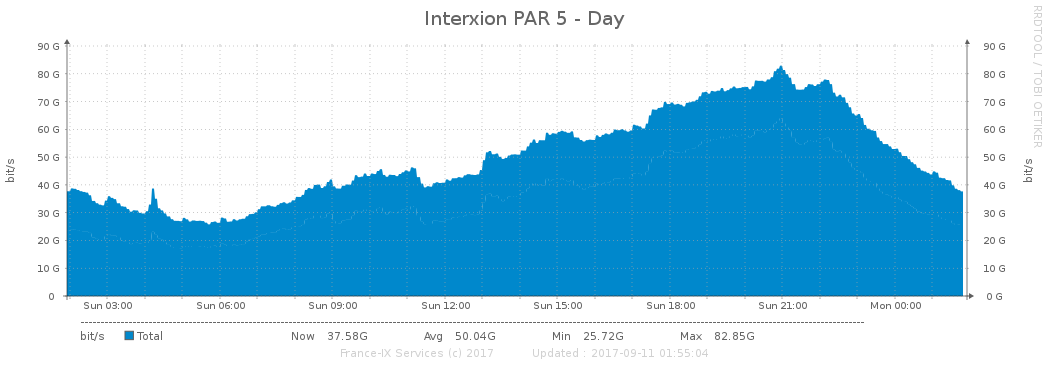 Interxion PAR 5 - Day
RRDTOOL / TOBI OETIKER
90 G 90 G
80 G 80 G
70 G 70 G
60 G 60 G
50 G 50 G
40 G 40 G
30 G 30 G
20 G 20 G
10 G 10 G
0 0 G
bit/s bit/s
Sun 03:00 Sun 06:00 Sun 09:00 Sun 12:00 Sun 15:00 Sun 18:00 Sun 21:00 Mon 00:00
bit/s Total Now 37.58G Avg 50.04G Min 25.72G Max 82.85G
France-IX Services (c) 2017 Updated : 2017-09-11 01:55:04